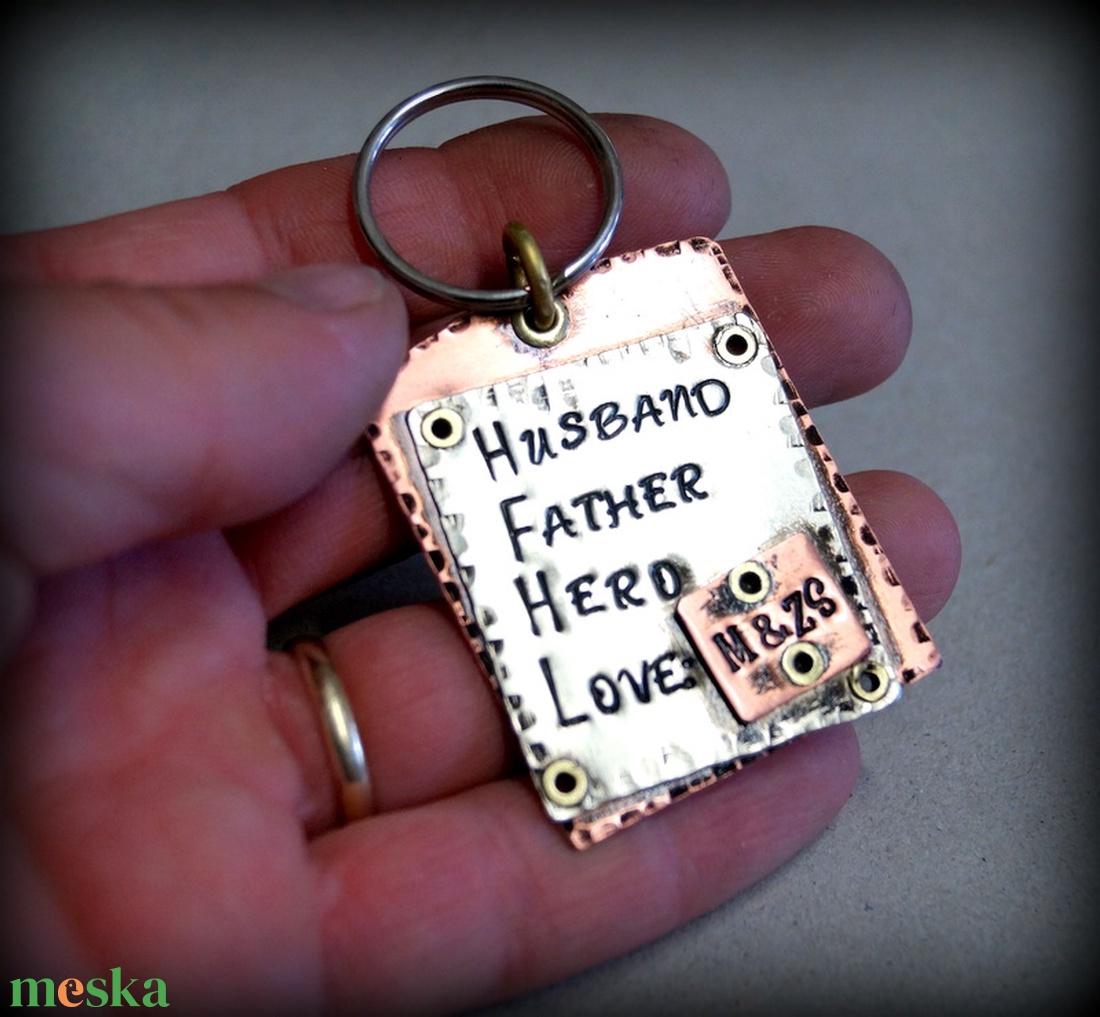 HUSBAND
FATHER
HERO
LOVE:
M & ZS
meska